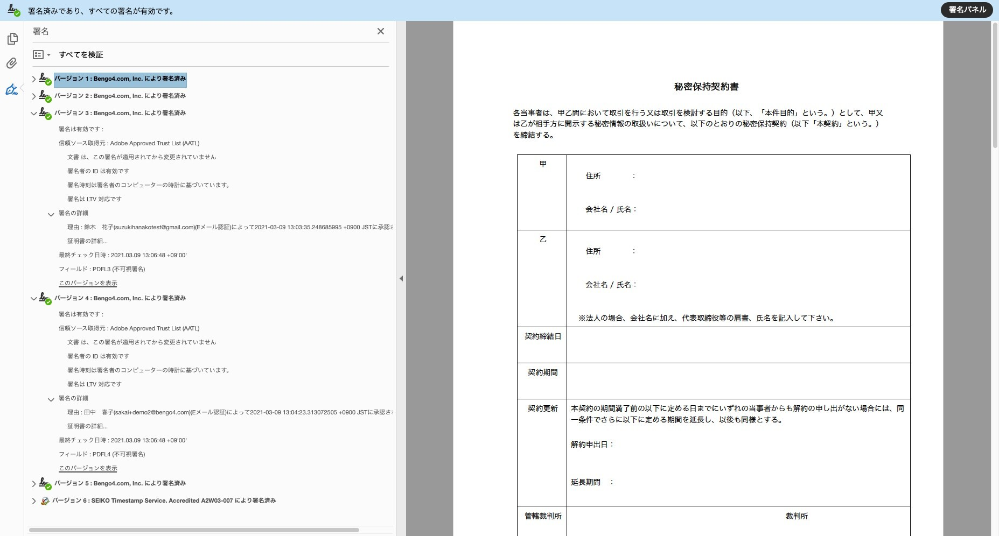 署名済みであり、すべての署名が有効です。
署名パネル
署名
すべてを検証
バージョン 1 : Bengo4.com, Inc. により署名済み
バージョン 2 : Bengo4.com, Inc. により署名済み
バージョン 3 : Bengo4.com, Inc. により署名済み
署名は有効です :
信頼ソース取得元 : Adobe Approved Trust List (AATL)
文書 は、この署名が適用されてから変更されていません
署名者の ID は有効です
署名時刻は署名者のコンピューターの時計に基づいています。
署名は LTV 対応です
署名の詳細
理由 : 鈴木　花子(suzukihanakotest@gmail.com)(Eメール認証)によって2021-03-09 13:03:35.248685995 +0900 JSTに承認
証明書の詳細...
最終チェック日時 : 2021.03.09 13:06:48 +09'00'
フィールド : PDFL3 (不可視署名)
このバージョンを表示
バージョン 4 : Bengo4.com, Inc. により署名済み
署名は有効です :
信頼ソース取得元 : Adobe Approved Trust List (AATL)
文書 は、この署名が適用されてから変更されていません
署名者の ID は有効です
署名時刻は署名者のコンピューターの時計に基づいています。
署名は LTV 対応です
署名の詳細
理由 : 田中　春子(sakai+demo2@bengo4.com)(Eメール認証)によって2021-03-09 13:04:23.313072505 +0900 JSTに承認さ
証明書の詳細...
最終チェック日時 : 2021.03.09 13:06:48 +09'00'
フィールド : PDFL4 (不可視署名)
このバージョンを表示
バージョン 5 : Bengo4.com, Inc. により署名済み
バージョン 6 : SEIKO Timestamp Service. Accredited A2W03-007 により署名済み
秘密保持契約書
各当事者は、甲乙間において取引を行う又は取引を検討する目的（以下、「本件目的」という。）として、甲又
は乙が相手方に開示する秘密情報の取扱いについて、以下のとおりの秘密保持契約（以下「本契約」という。）
を締結する。
甲
住所　　　　：
会社名 / 氏名：
乙
住所　　　　：
会社名 / 氏名：
※法人の場合、会社名に加え、代表取締役等の肩書、氏名を記入して下さい。
契約締結日
契約期間
契約更新
本契約の期間満了前の以下に定める日までにいずれの当事者からも解約の申し出がない場合には、同
一条件でさらに以下に定める期間を延長し、以後も同様とする。
解約申出日：
延長期間　：
管轄裁判所
裁判所